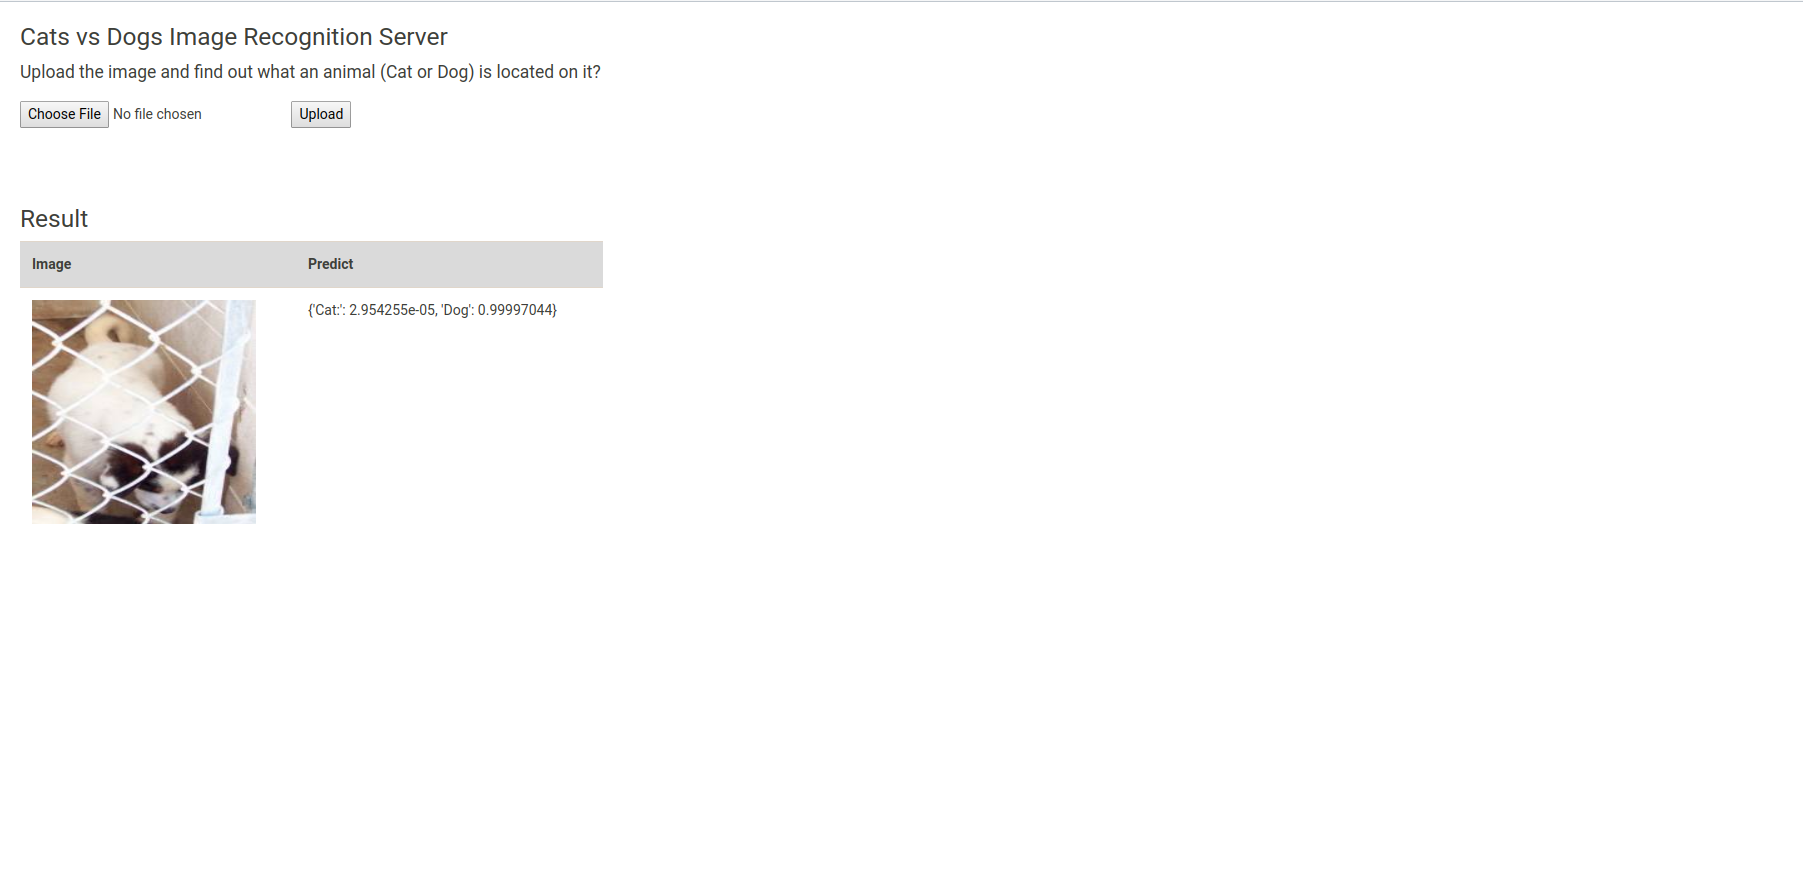 Cats vs Dogs Image Recognition Server
Upload the image and find out what an animal (Cat or Dog) is located on it?
Choose File No file chosen Upload
Result
Image Predict
{'Cat:': 2.954255e-05, 'Dog': 0.99997044}